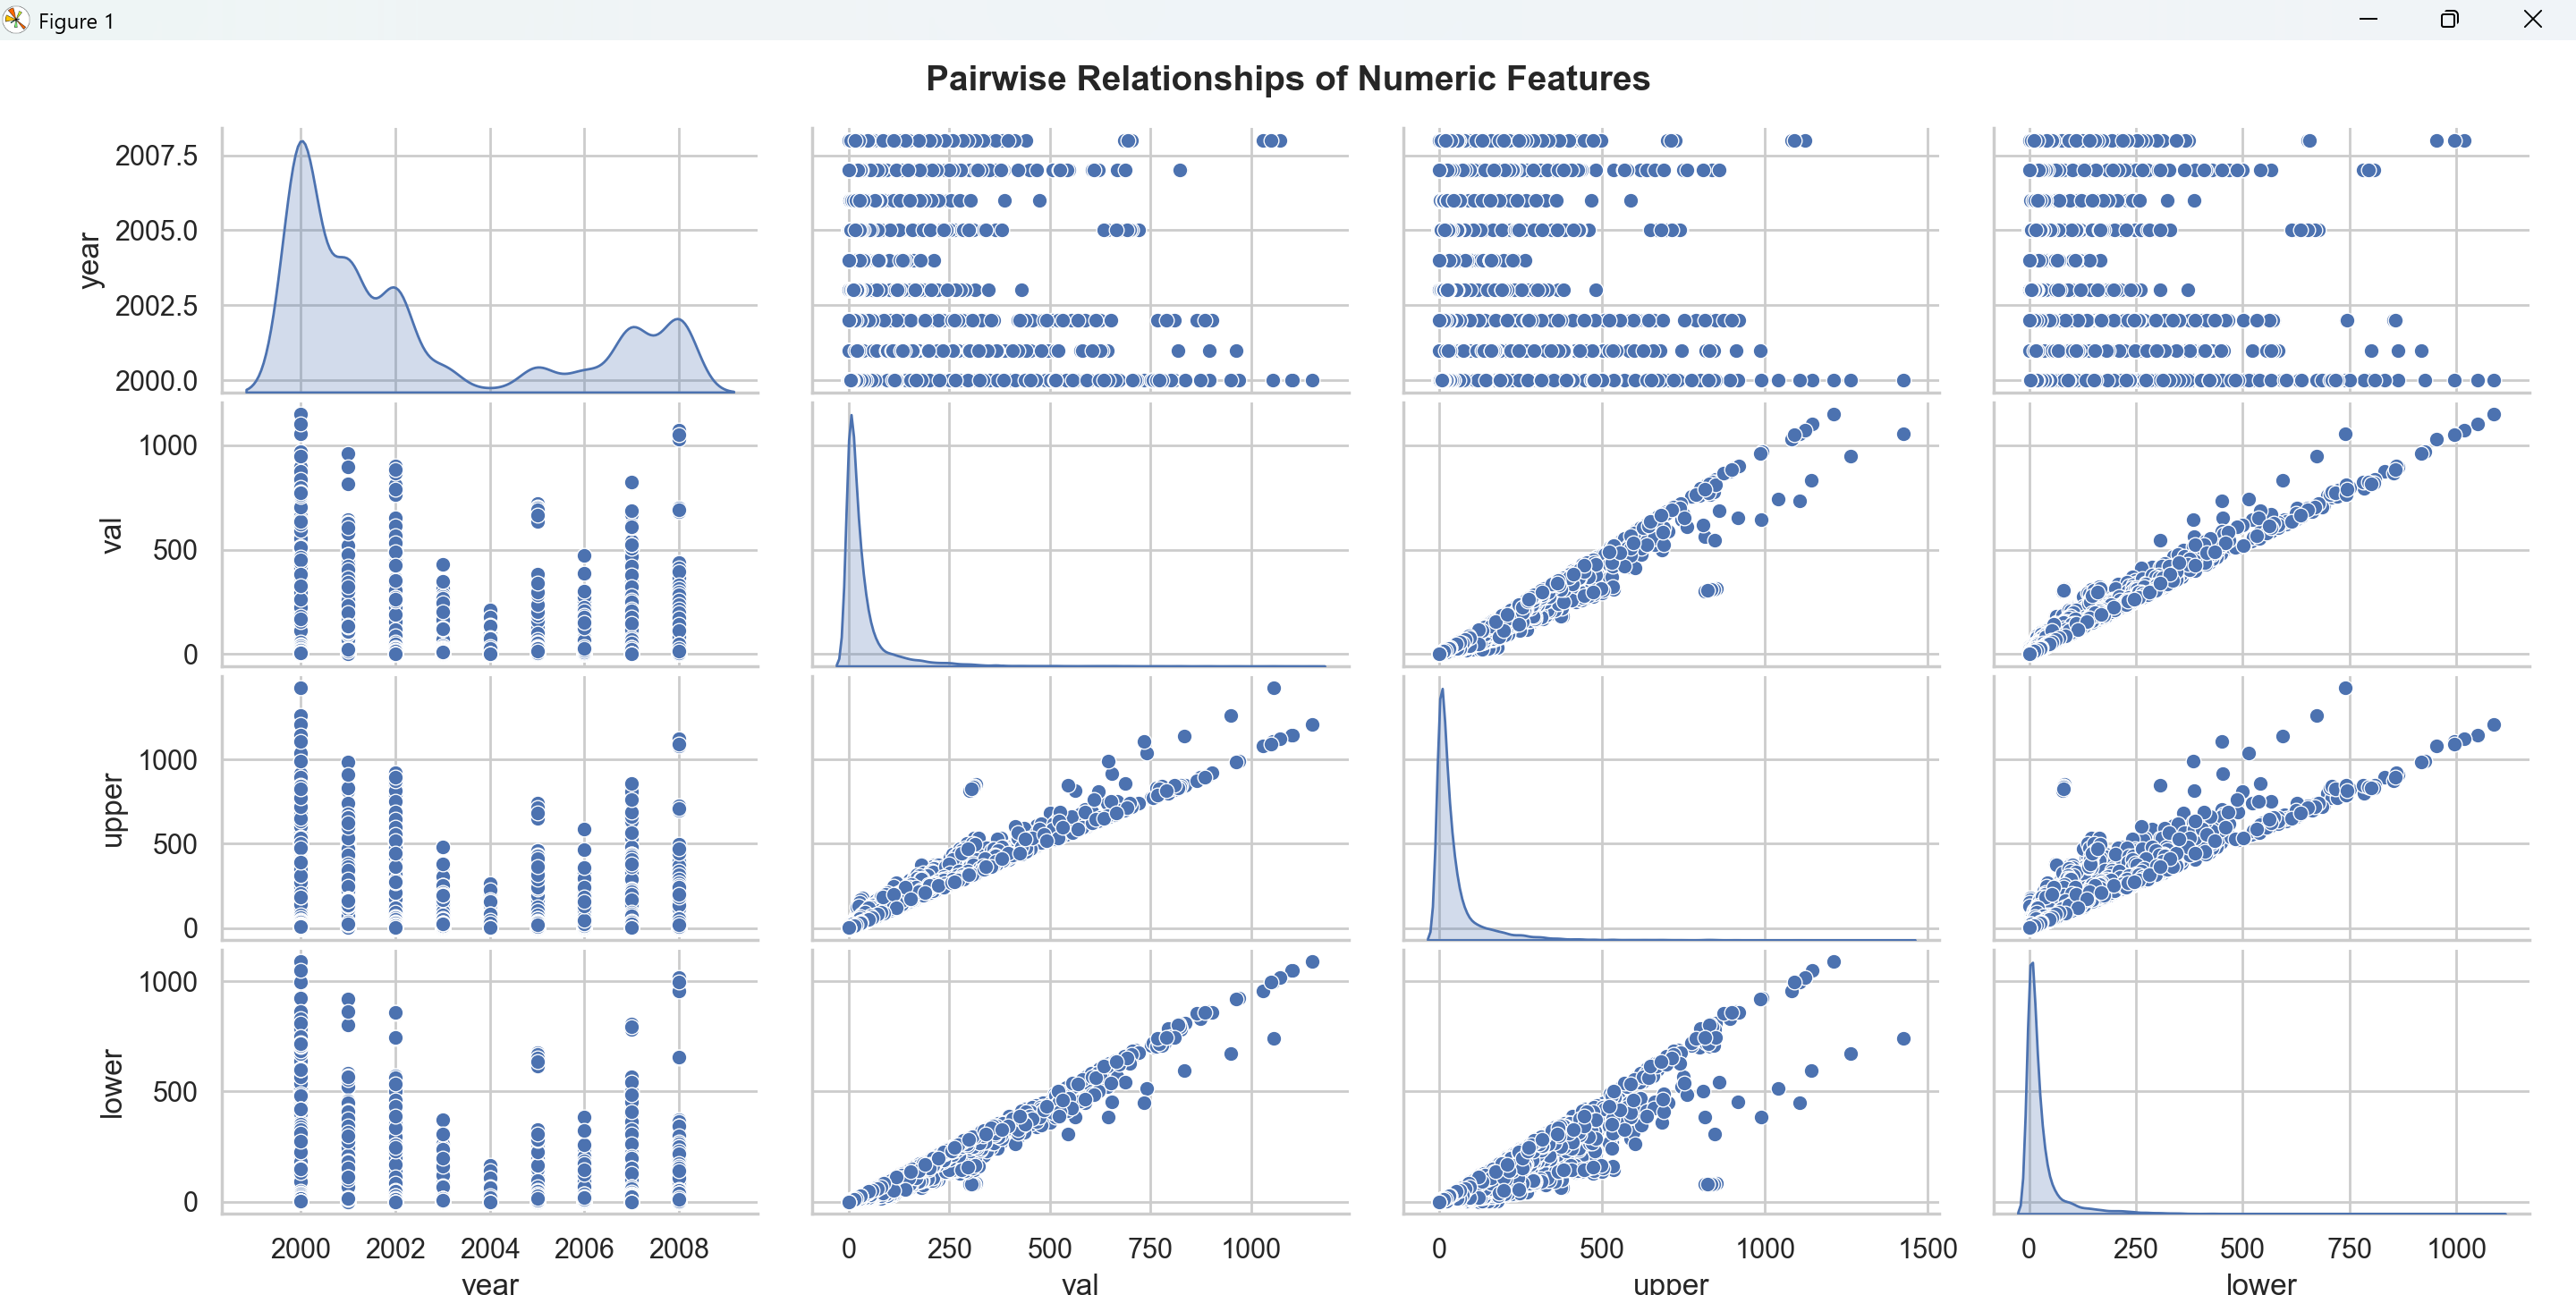 Figure 1
Pairwise Relationships of Numeric Features
year
2007.5
2005.0
2002.5
2000.0
val
1000
500
0
upper
1000
500
0
lower
1000
500
0
2000 2002 2004 2006 2008
0 250 500 750 1000
0 500 1000 1500
0 250 500 750 1000
year
val
upper
lower